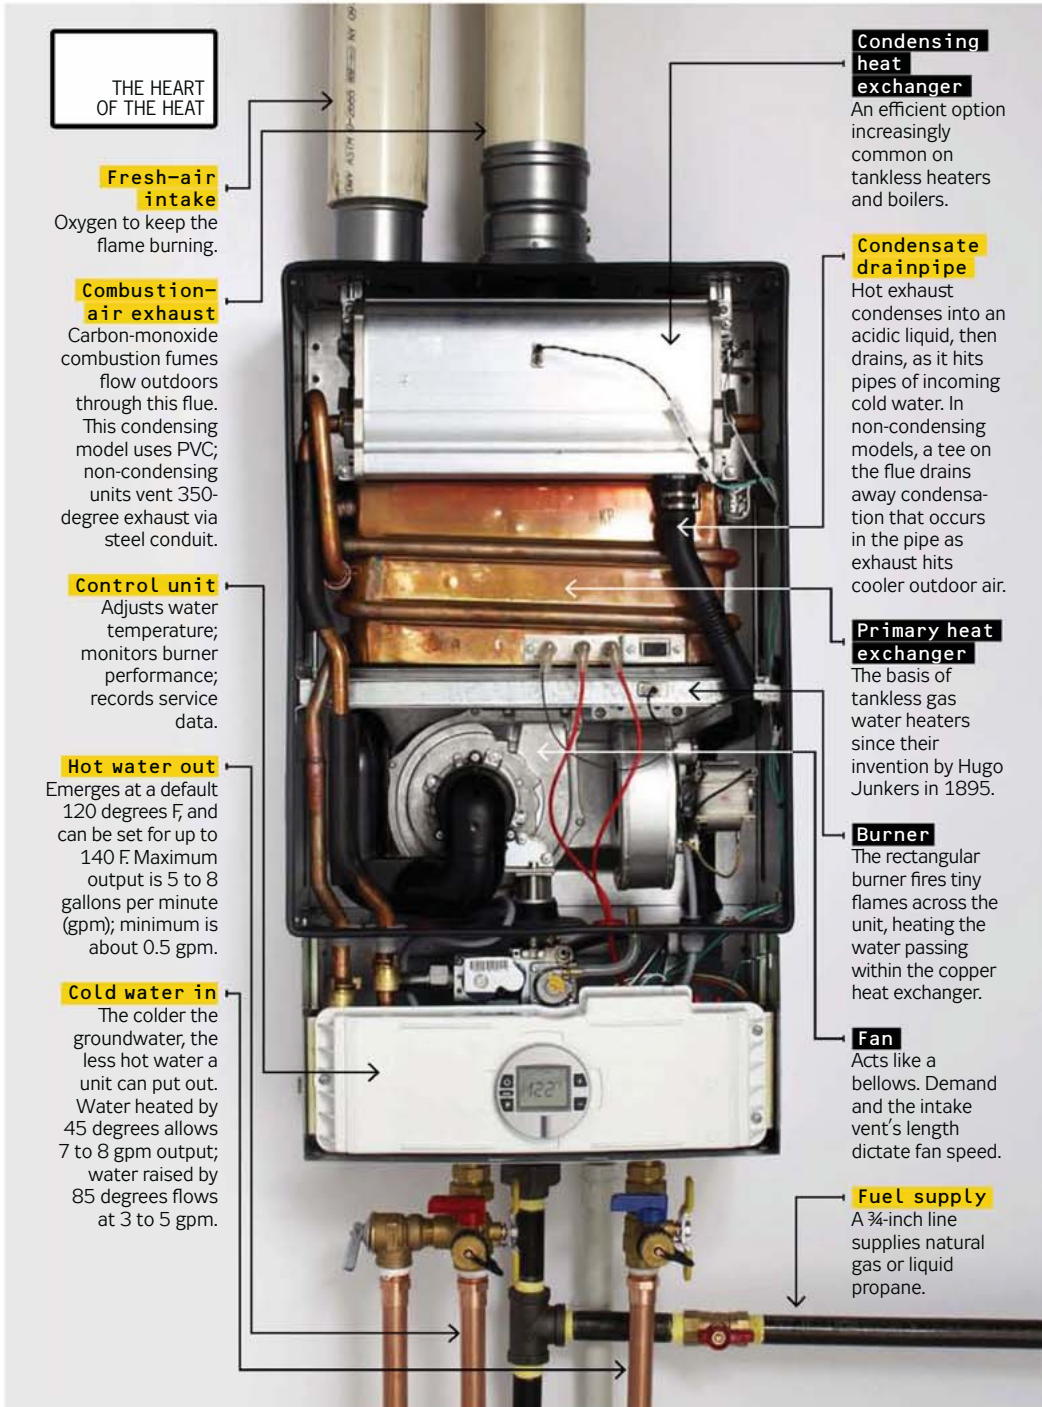 THE HEART
OF THE HEAT
Fresh-air
intake
Oxygen to keep the
flame burning.
Combustion-
air exhaust
Carbon-monoxide
combustion fumes
flow outdoors
through this flue.
This condensing
model uses PVC;
non-condensing
units vent 350-
degree exhaust via
steel conduit.
Control unit
Adjusts water
temperature;
monitors burner
performance;
records service
data.
Hot water out
Emerges at a default
120 degrees F, and
can be set for up to
140 F. Maximum
output is 5 to 8
gallons per minute
(gpm); minimum is
about 0.5 gpm.
Cold water in
The colder the
groundwater, the
less hot water a
unit can put out.
Water heated by
45 degrees allows
7 to 8 gpm output;
water raised by
85 degrees flows
at 3 to 5 gpm.
KP
122°
Condensing
heat
exchanger
An efficient option
increasingly
common on
tankless heaters
and boilers.
Condensate
drainpipe
Hot exhaust
condenses into an
acidic liquid, then
drains, as it hits
pipes of incoming
cold water. In
non-condensing
models, a tee on
the flue drains
away condensa-
tion that occurs
in the pipe as
exhaust hits
cooler outdoor air.
Primary heat
exchanger
The basis of
tankless gas
water heaters
since their
invention by Hugo
Junkers in 1895.
Burner
The rectangular
burner fires tiny
flames across the
unit, heating the
water passing
within the copper
heat exchanger.
Fan
Acts like a
bellows. Demand
and the intake
vent's length
dictate fan speed.
Fuel supply
A ¾-inch line
supplies natural
gas or liquid
propane.